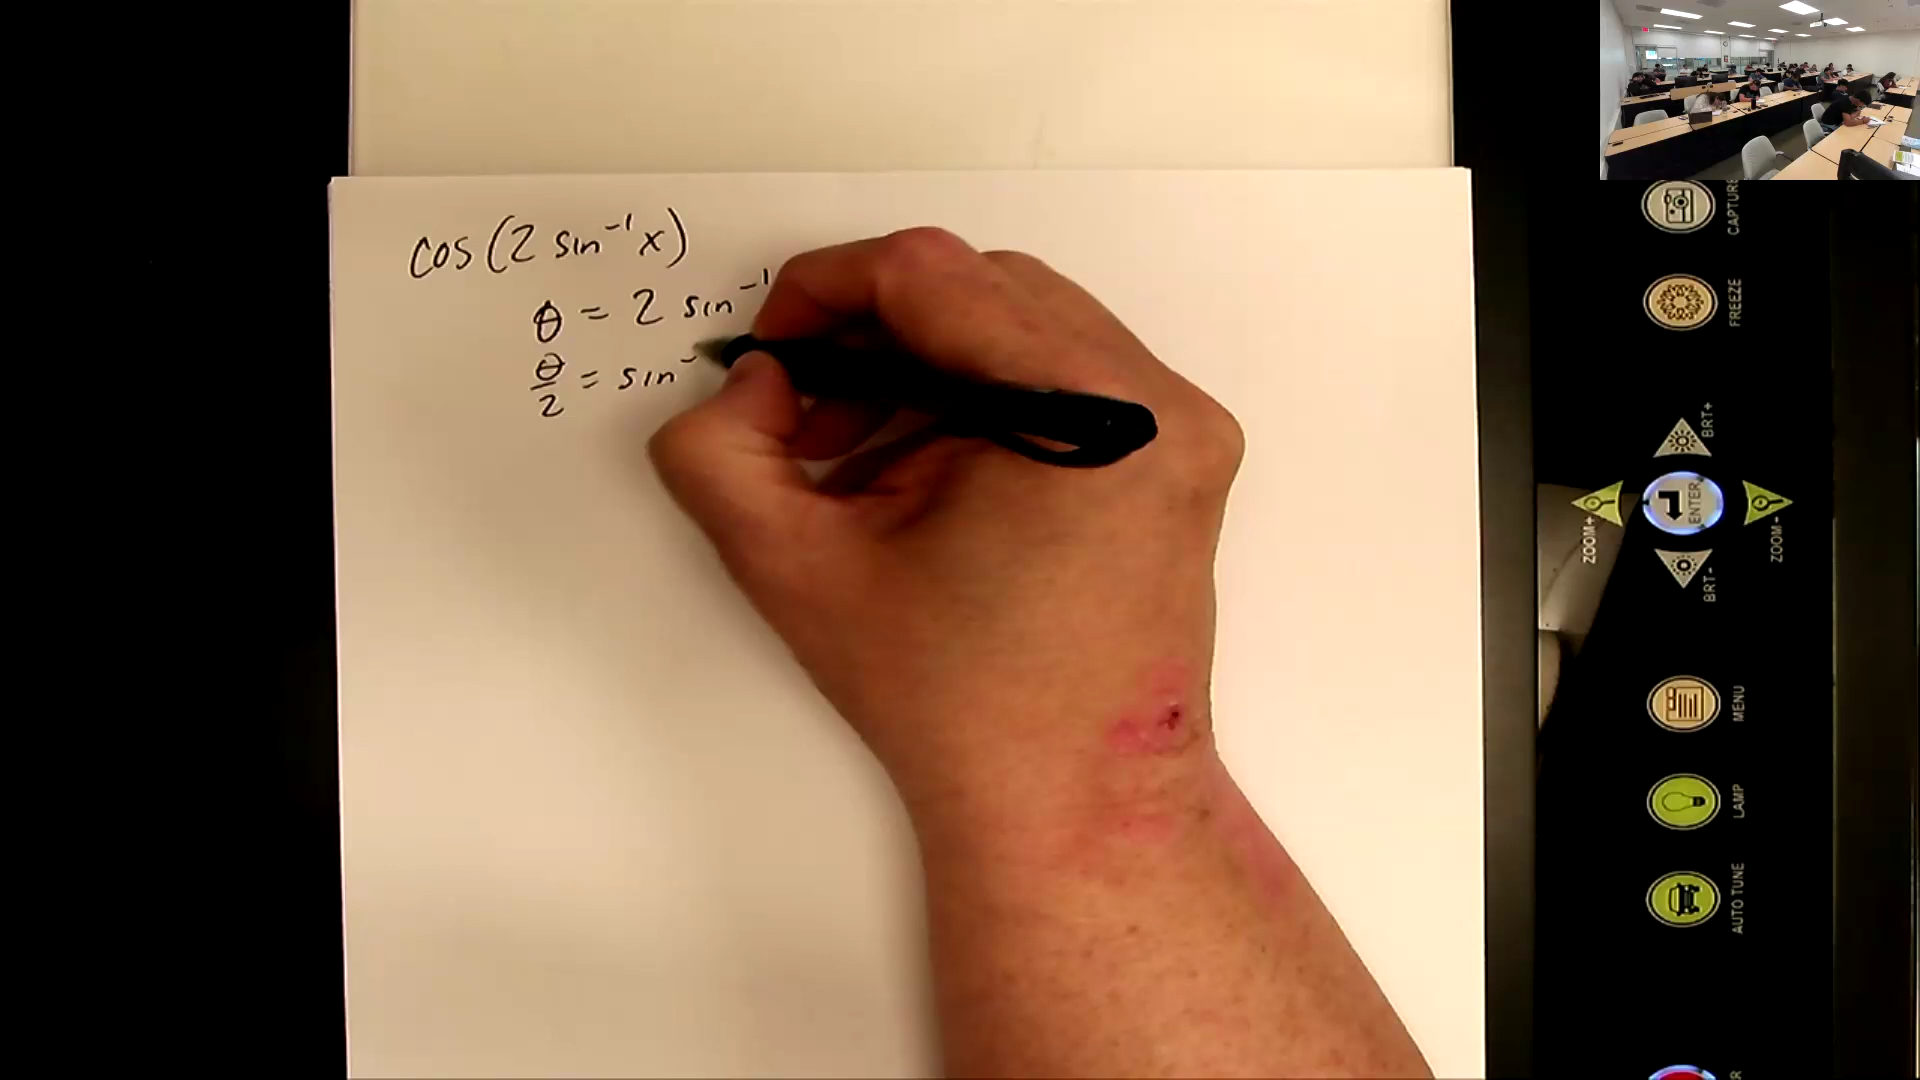 cos(2 sin⁻¹x)
θ = 2 sin⁻¹
θ/2 = sin⁻
CAPTURE
FREEZE
BRT+
ZOOM+
ENTER
ZOOM-
BRT-
MENU
LAMP
AUTO TUNE
R